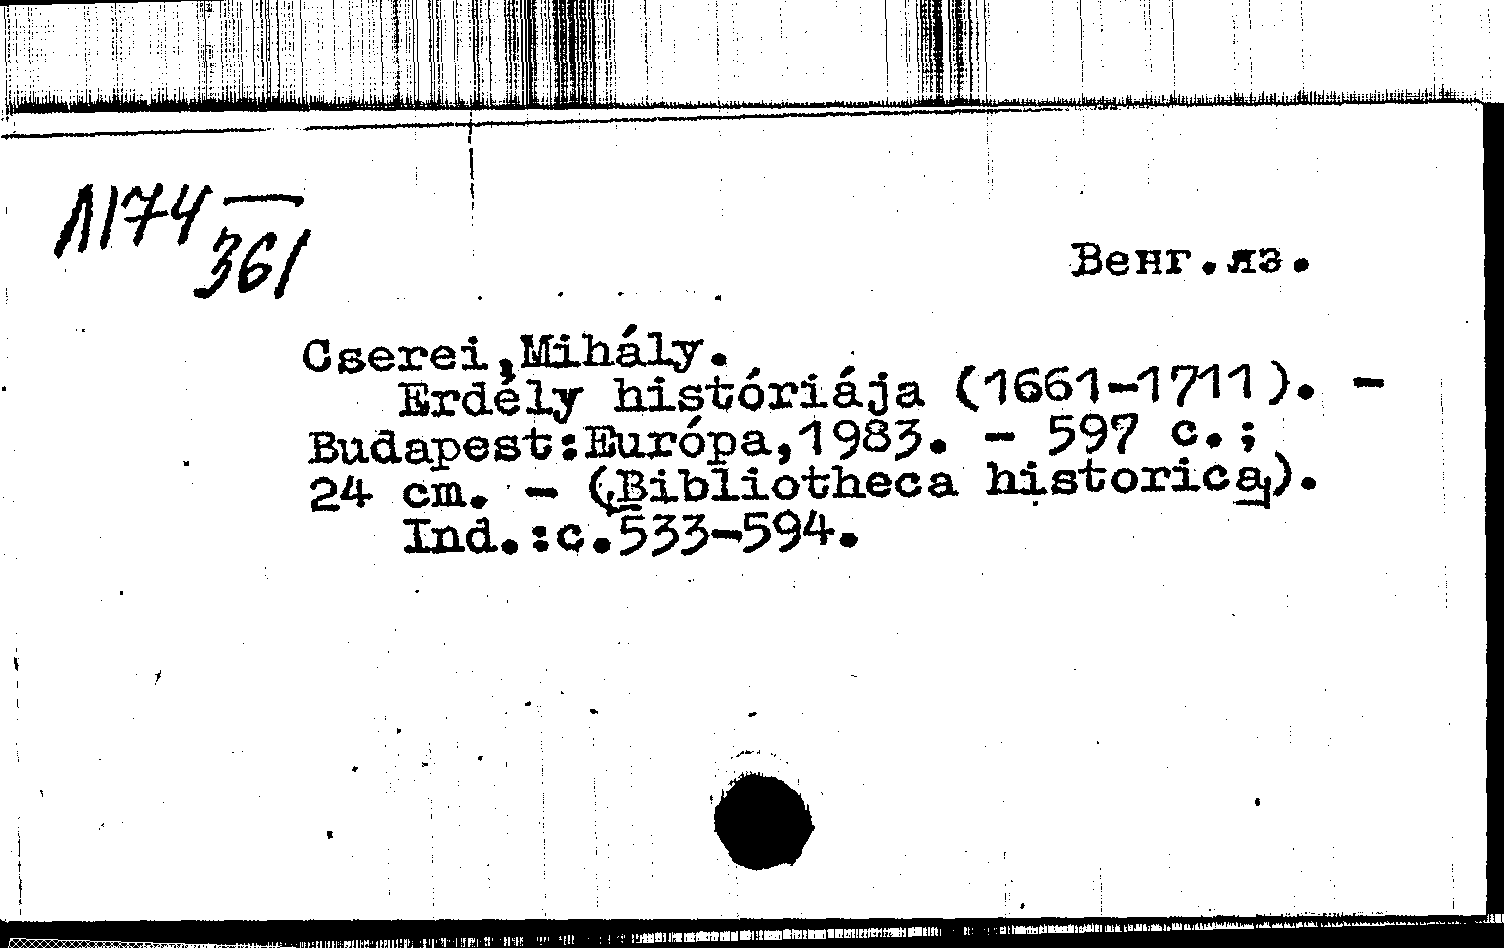 Л174
361
Венг.яз.
Cserei,Mihály.
Erdély históriája (1661-1711). -
Budapest:Európa,1983. - 597 с.;
24 cm. - (Bibliotheca historica).
Ind.:с.533-594.